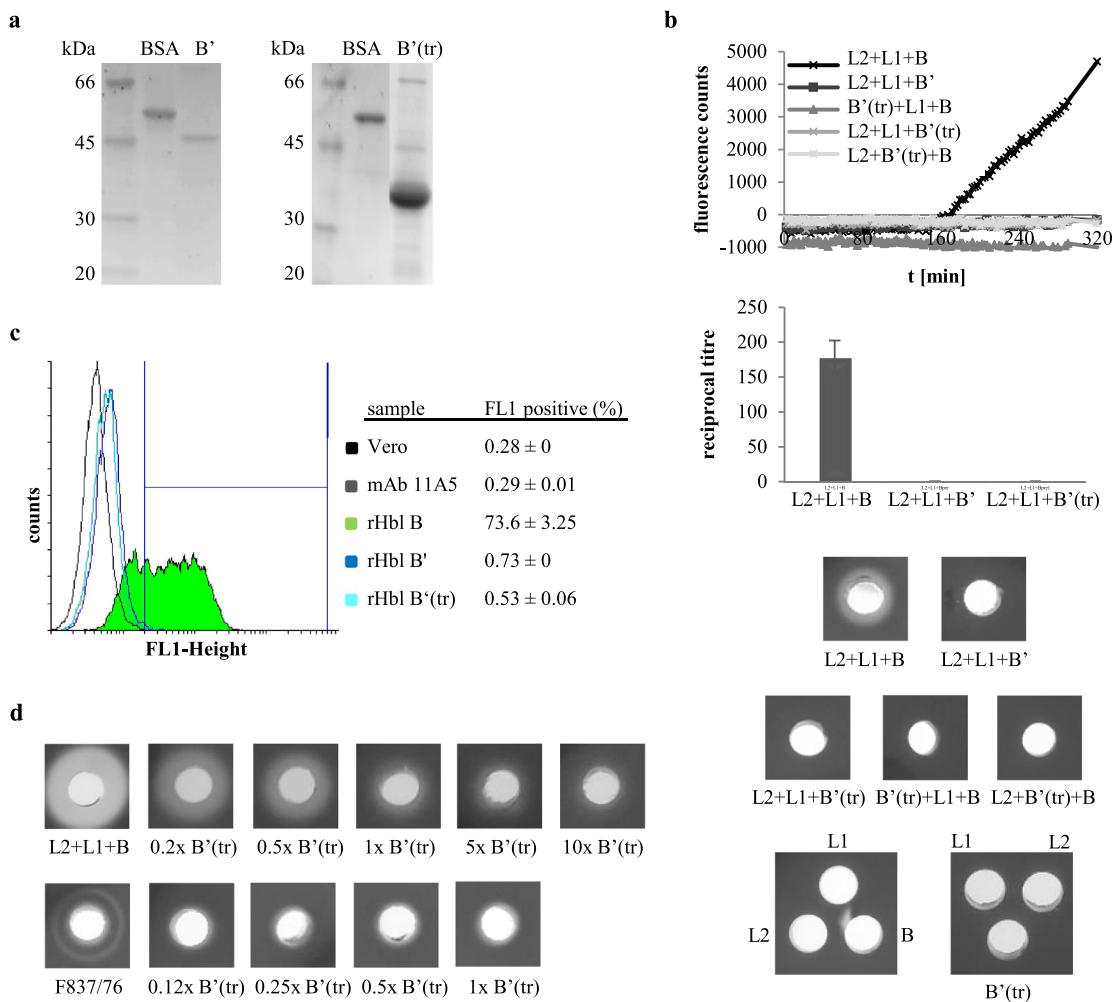 a
kDa BSA B’
66
45
30
20
kDa BSA B’(tr)
66
45
30
20
b
fluorescence counts
5000
4000
3000
2000
1000
0
-1000
0 80 160 240 320
t [min]
L2+L1+B
L2+L1+B’
B’(tr)+L1+B
L2+L1+B’(tr)
L2+B’(tr)+B
reciprocal titre
250
200
150
100
50
0
L2+L1+B
L2+L1+B L2+L1+B’ L2+L1+B’(tr)
L2+L1+B L2+L1+B’
L2+L1+B’(tr) B’(tr)+L1+B L2+B’(tr)+B
L1
L2 B
L1 L2
B’(tr)
c
counts
FL1-Height
sample FL1 positive (%)
Vero 0.28 ± 0
mAb 11A5 0.29 ± 0.01
rHbl B 73.6 ± 3.25
rHbl B' 0.73 ± 0
rHbl B‘(tr) 0.53 ± 0.06
d
L2+L1+B 0.2x B’(tr) 0.5x B’(tr) 1x B’(tr) 5x B’(tr) 10x B’(tr)
F837/76 0.12x B’(tr) 0.25x B’(tr) 0.5x B’(tr) 1x B’(tr)